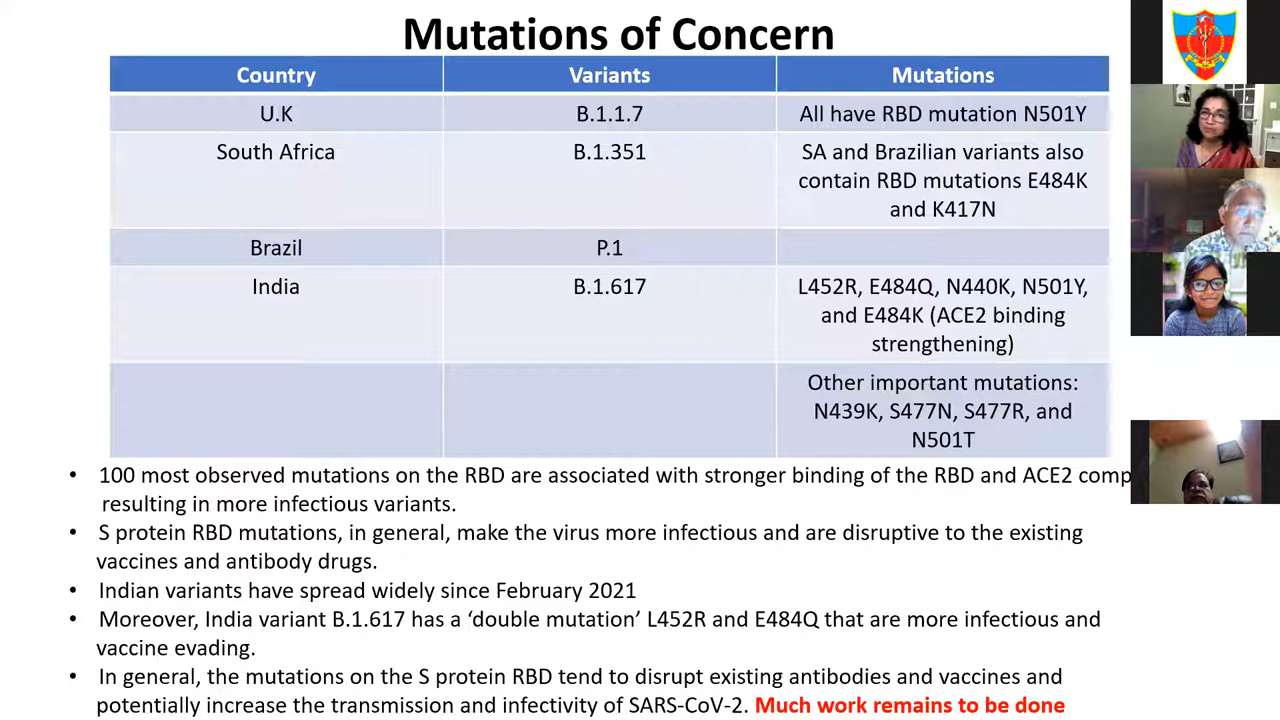 Mutations of Concern
Country Variants Mutations
U.K B.1.1.7 All have RBD mutation N501Y
South Africa B.1.351 SA and Brazilian variants also
contain RBD mutations E484K
and K417N
Brazil P.1
India B.1.617 L452R, E484Q, N440K, N501Y,
and E484K (ACE2 binding
strengthening)
Other important mutations:
N439K, S477N, S477R, and
N501T
• 100 most observed mutations on the RBD are associated with stronger binding of the RBD and ACE2 comp
resulting in more infectious variants.
• S protein RBD mutations, in general, make the virus more infectious and are disruptive to the existing
vaccines and antibody drugs.
• Indian variants have spread widely since February 2021
• Moreover, India variant B.1.617 has a ‘double mutation’ L452R and E484Q that are more infectious and
vaccine evading.
• In general, the mutations on the S protein RBD tend to disrupt existing antibodies and vaccines and
potentially increase the transmission and infectivity of SARS-CoV-2. Much work remains to be done